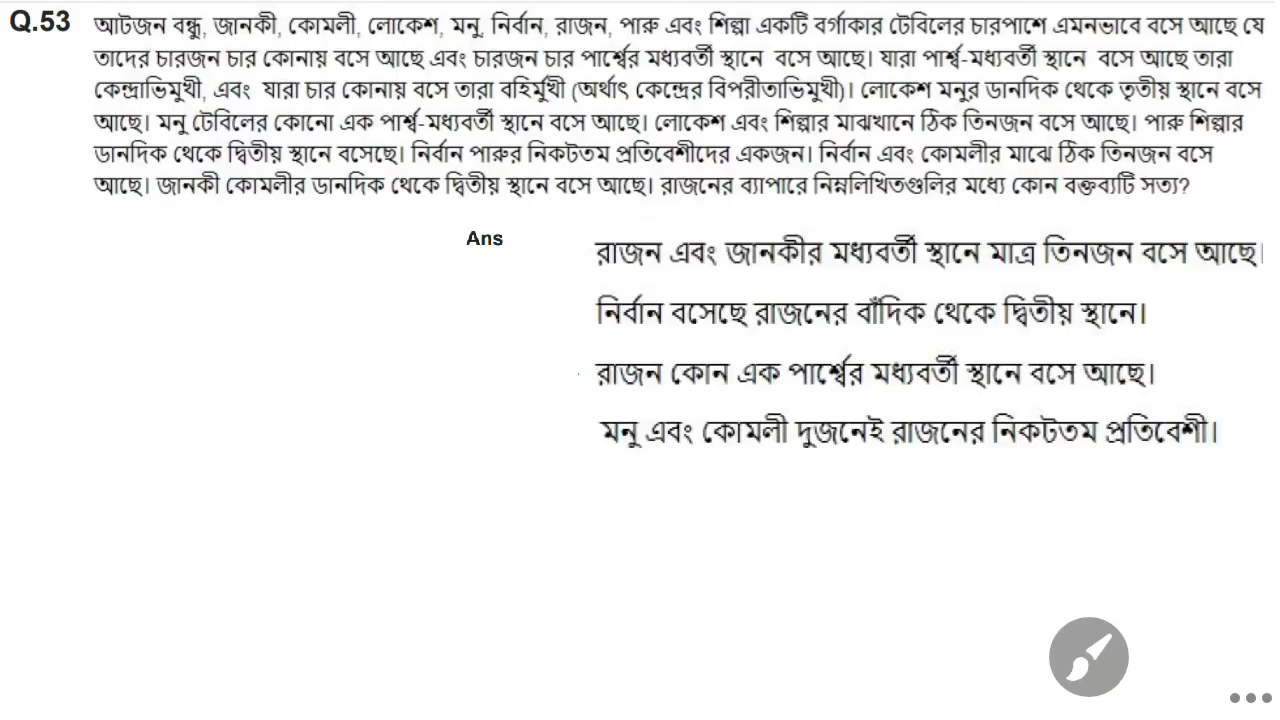 Q.53 আটজন বন্ধু, জানকী, কোমলী, লোকেশ, মনু, নির্বান, রাজন, পারু এবং শিল্পা একটি বর্গাকার টেবিলের চারপাশে এমনভাবে বসে আছে যে
তাদের চারজন চার কোনায় বসে আছে এবং চারজন চার পার্শ্বের মধ্যবর্তী স্থানে বসে আছে। যারা পার্শ্ব-মধ্যবর্তী স্থানে বসে আছে তারা
কেন্দ্রাভিমুখী, এবং যারা চার কোনায় বসে তারা বহির্মুখী (অর্থাৎ কেন্দ্রের বিপরীতাভিমুখী)। লোকেশ মনুর ডানদিক থেকে তৃতীয় স্থানে বসে
আছে। মনু টেবিলের কোনো এক পার্শ্ব-মধ্যবর্তী স্থানে বসে আছে। লোকেশ এবং শিল্পার মাঝখানে ঠিক তিনজন বসে আছে। পারু শিল্পার
ডানদিক থেকে দ্বিতীয় স্থানে বসেছে। নির্বান পারুর নিকটতম প্রতিবেশীদের একজন। নির্বান এবং কোমলীর মাঝে ঠিক তিনজন বসে
আছে। জানকী কোমলীর ডানদিক থেকে দ্বিতীয় স্থানে বসে আছে। রাজনের ব্যাপারে নিম্নলিখিতগুলির মধ্যে কোন বক্তব্যটি সত্য?
Ans রাজন এবং জানকীর মধ্যবর্তী স্থানে মাত্র তিনজন বসে আছে।
নির্বান বসেছে রাজনের বাঁদিক থেকে দ্বিতীয় স্থানে।
রাজন কোন এক পার্শ্বের মধ্যবর্তী স্থানে বসে আছে।
মনু এবং কোমলী দুজনেই রাজনের নিকটতম প্রতিবেশী।